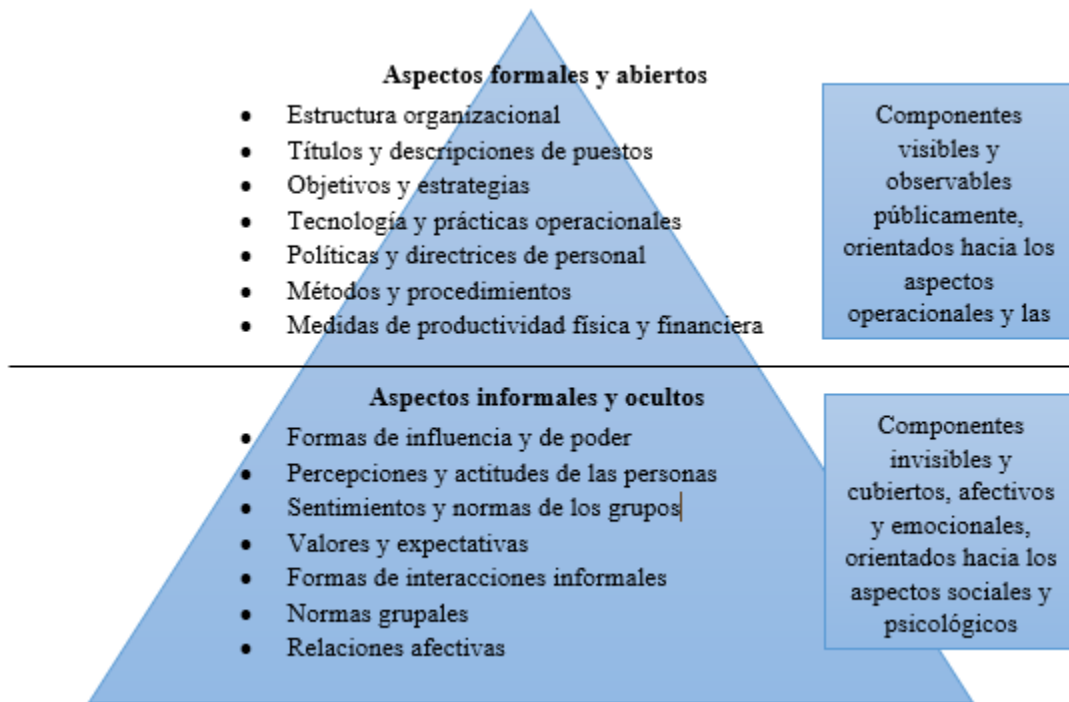 Aspectos formales y abiertos
• Estructura organizacional
• Títulos y descripciones de puestos
• Objetivos y estrategias
• Tecnología y prácticas operacionales
• Políticas y directrices de personal
• Métodos y procedimientos
• Medidas de productividad física y financiera
Componentes
visibles y
observables
públicamente,
orientados hacia los
aspectos
operacionales y las
Aspectos informales y ocultos
• Formas de influencia y de poder
• Percepciones y actitudes de las personas
• Sentimientos y normas de los grupos
• Valores y expectativas
• Formas de interacciones informales
• Normas grupales
• Relaciones afectivas
Componentes
invisibles y
cubiertos, afectivos
y emocionales,
orientados hacia los
aspectos sociales y
psicológicos